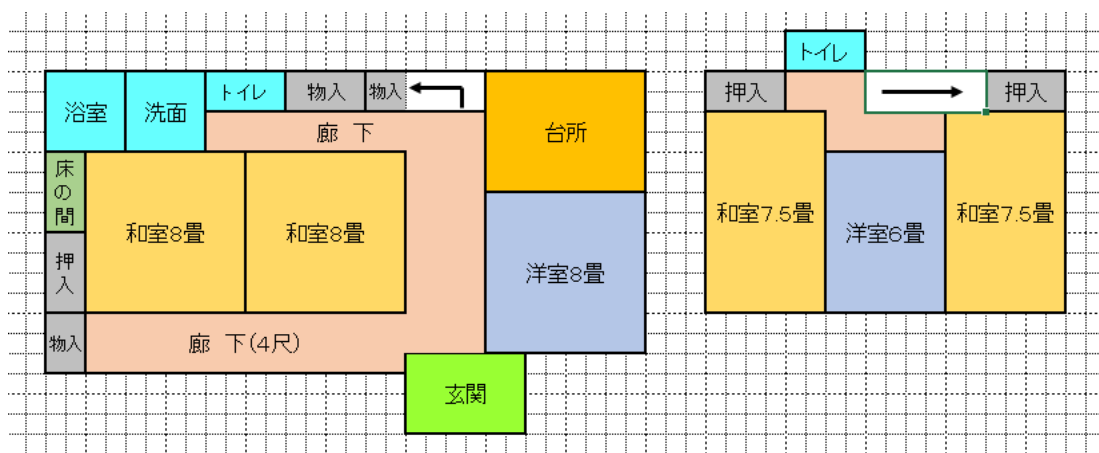 浴室
洗面
トイレ
物入
物入
台所
廊 下
床の間
和室8畳
和室8畳
押入
洋室8畳
物入
廊 下(4尺)
玄関
トイレ
押入
押入
和室7.5畳
洋室6畳
和室7.5畳